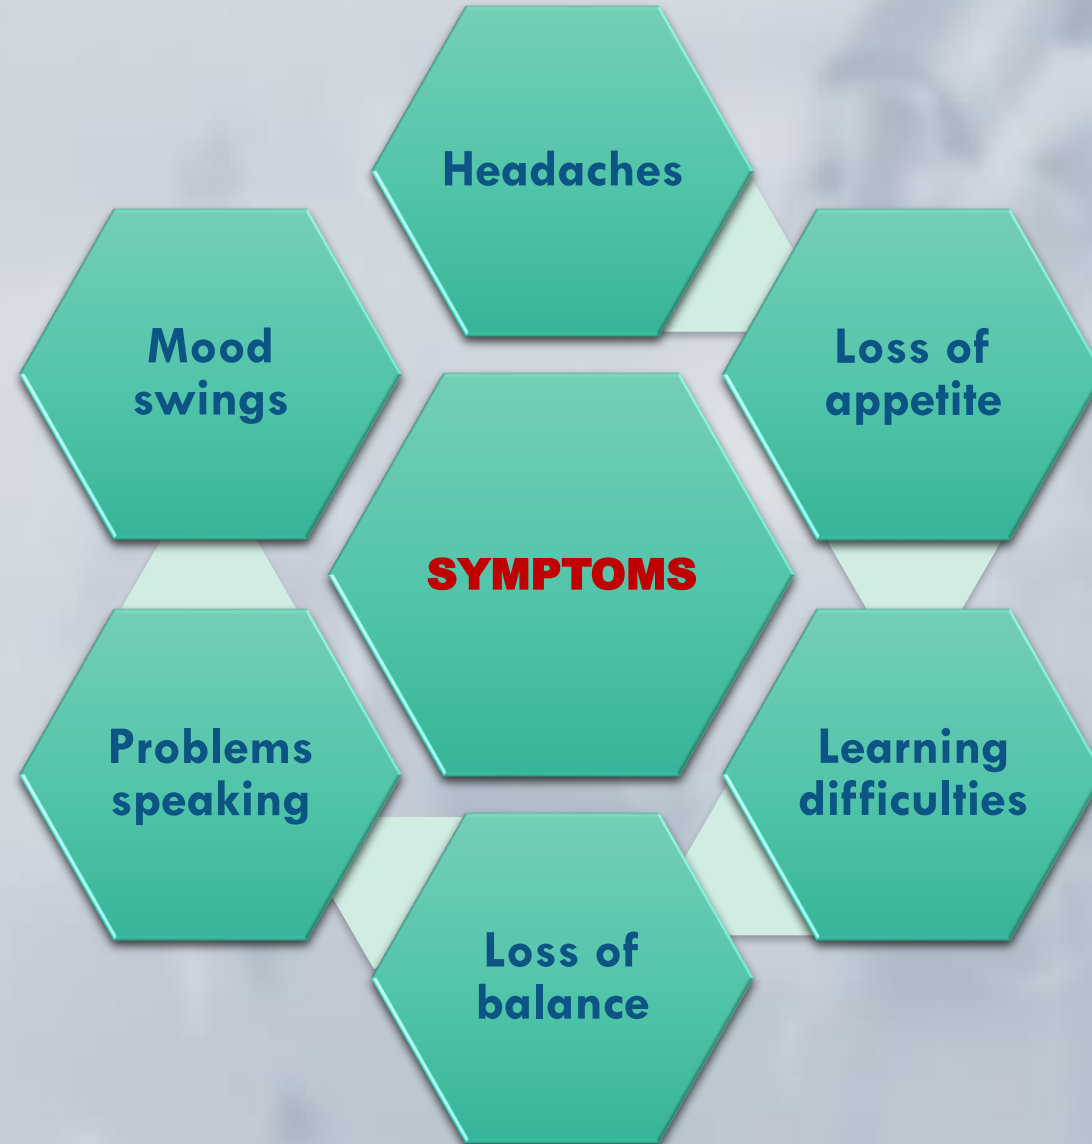 Headaches
Loss of
appetite
Learning
difficulties
Loss of
balance
Problems
speaking
Mood
swings
SYMPTOMS